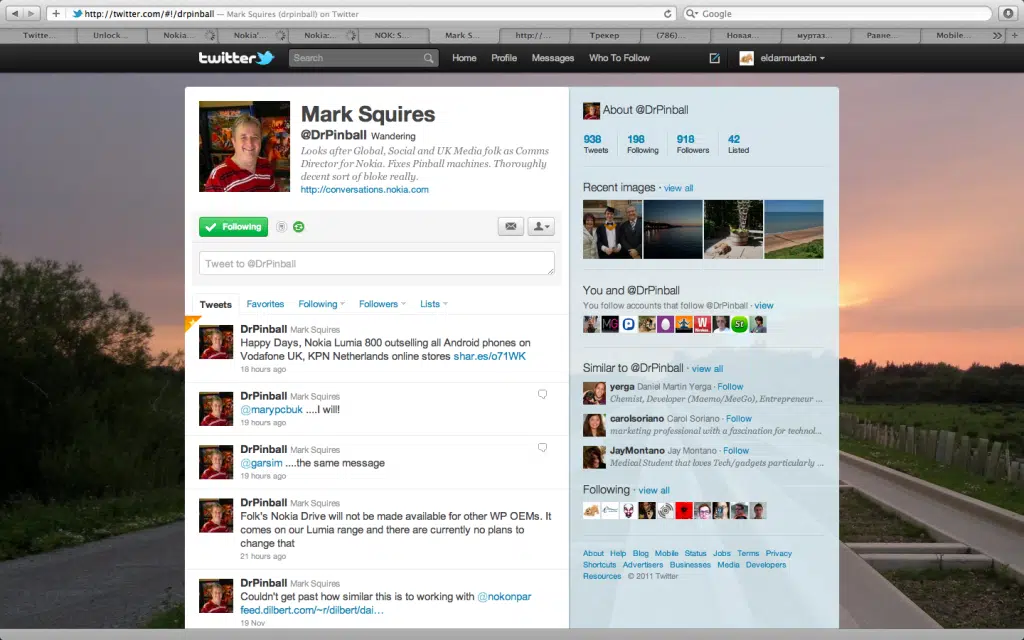 http://twitter.com/#!/drpinball — Mark Squires (drpinball) on Twitter
Google
Twitte...
Unlock...
Nokia...
Nokia'...
Nokia:...
NOK: S...
Mark S...
http://...
Трекер
(786)...
Новая...
муртаз...
Равне...
Mobile...
twitter
Search
Home
Profile
Messages
Who To Follow
eldarmurtazin
Mark Squires
@DrPinball Wandering
Looks after Global, Social and UK Media folk as Comms
Director for Nokia. Fixes Pinball machines. Thoroughly
decent sort of bloke really.
http://conversations.nokia.com
Following
Tweet to @DrPinball
Tweets Favorites Following Followers Lists
DrPinball Mark Squires
Happy Days, Nokia Lumia 800 outselling all Android phones on
Vodafone UK, KPN Netherlands online stores shar.es/o71WK
18 hours ago
DrPinball Mark Squires
@marypcbuk ....I will!
19 hours ago
DrPinball Mark Squires
@garsim ....the same message
19 hours ago
DrPinball Mark Squires
Folk's Nokia Drive will not be made available for other WP OEMs. It
comes on our Lumia range and there are currently no plans to
change that
21 hours ago
DrPinball Mark Squires
Couldn't get past how similar this is to working with @nokonpar
feed.dilbert.com/~r/dilbert/dai...
19 Nov
About @DrPinball
938 198 918 42
Tweets Following Followers Listed
Recent images · view all
You and @DrPinball
You follow accounts that follow @DrPinball · view
MG
P
W
St
Similar to @DrPinball · view all
yerga Daniel Martin Yerga · Follow
Chemist, Developer (Maemo/MeeGo), Entrepreneur ...
carolsoriano Carol Soriano · Follow
marketing professional with a fascination for technol...
JayMontano Jay Montano · Follow
Medical Student that loves Tech/gadgets particularly ...
Following · view all
About Help Blog Mobile Status Jobs Terms Privacy
Shortcuts Advertisers Businesses Media Developers
Resources © 2011 Twitter